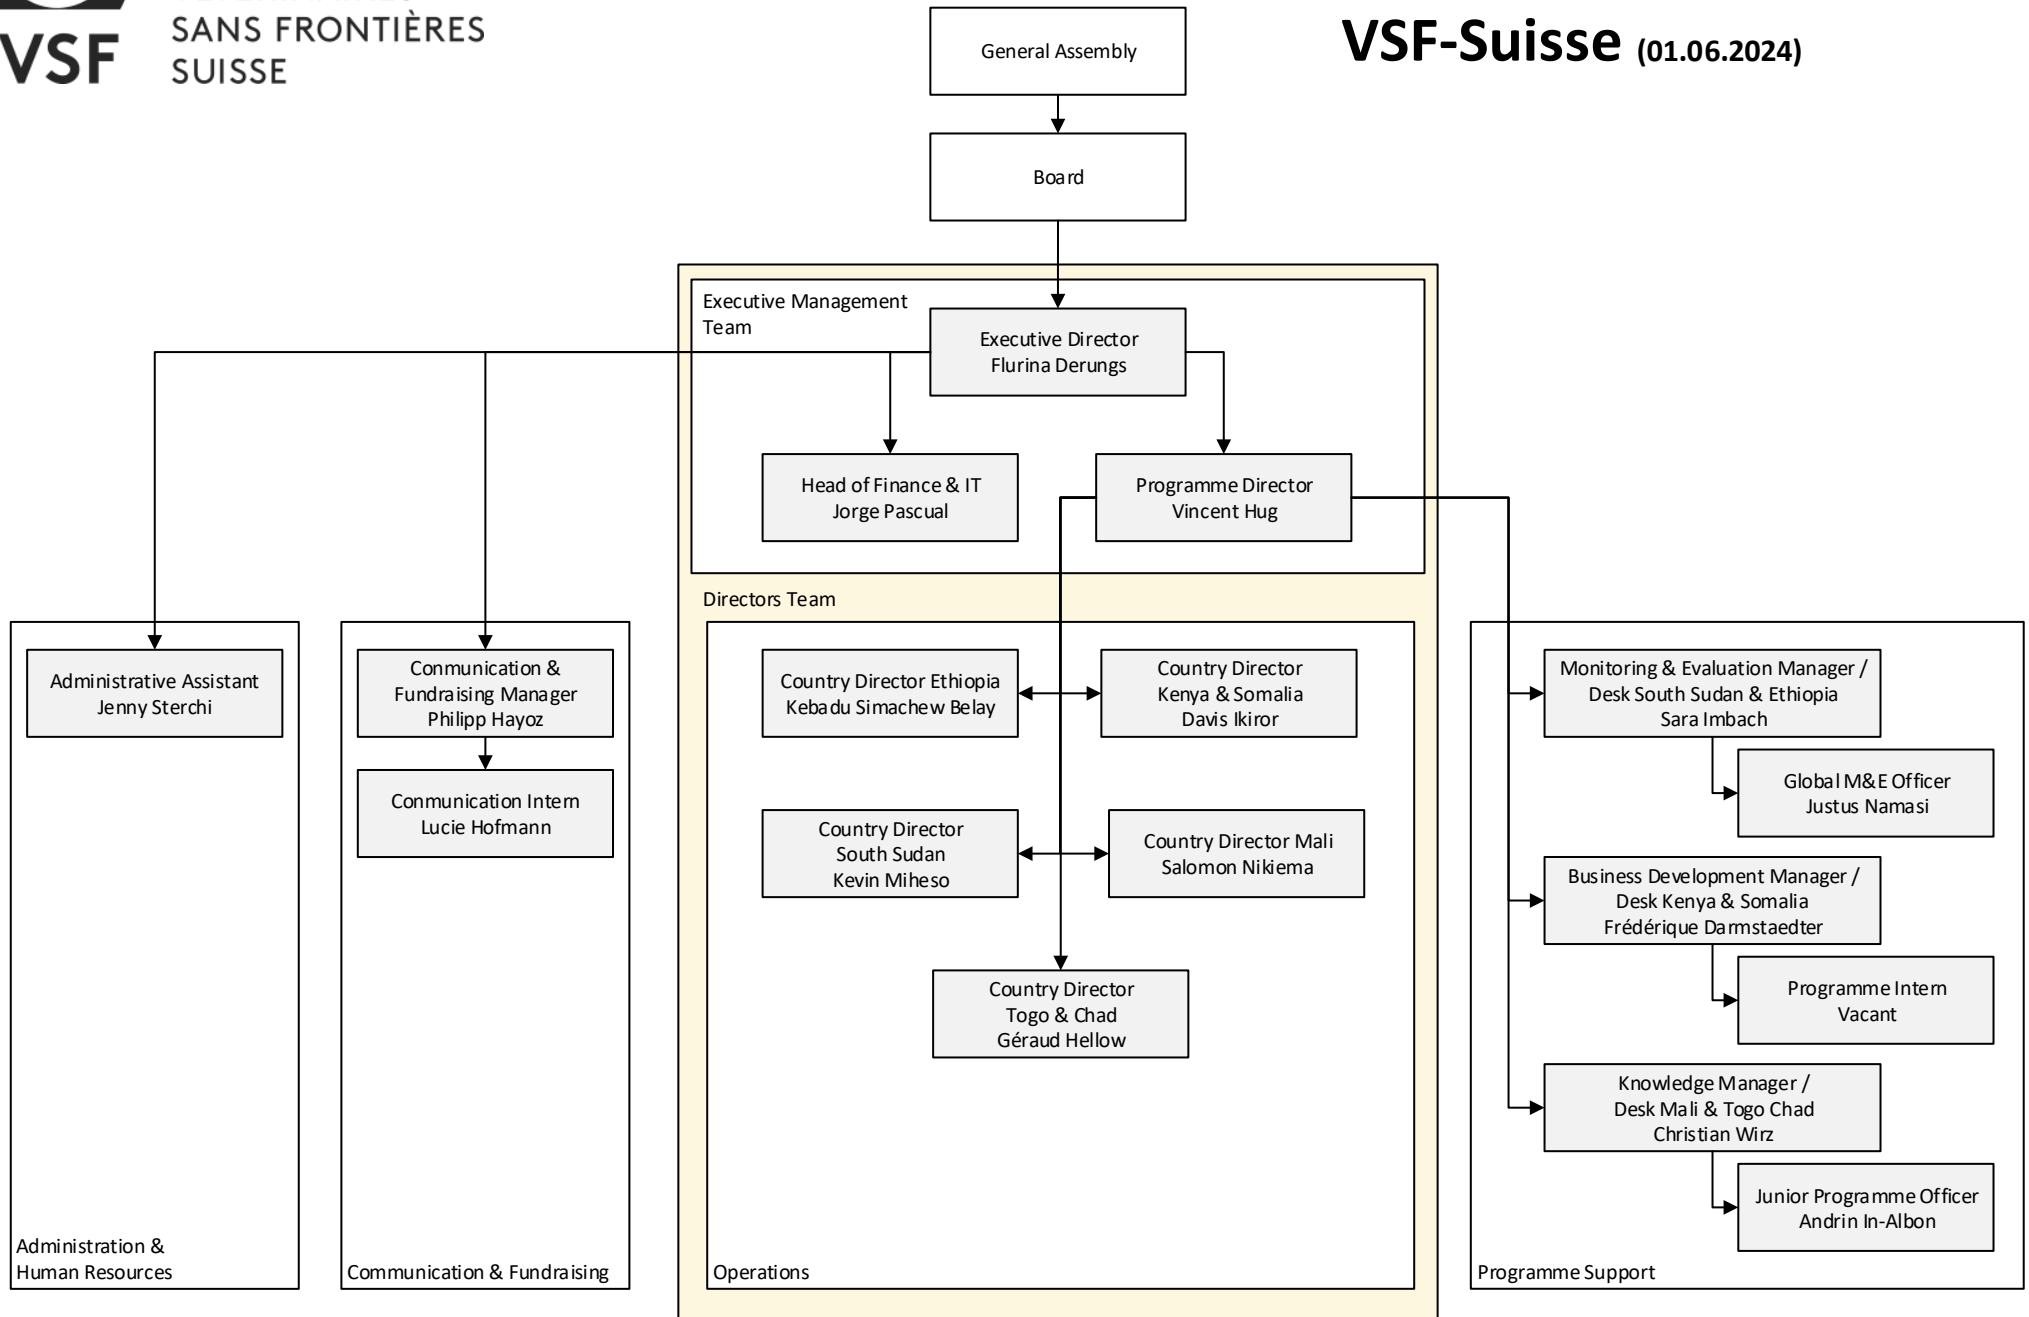 VSF
SANS FRONTIÈRES
SUISSE
VSF-Suisse (01.06.2024)
General Assembly
Board
Executive Management
Team
Executive Director
Flurina Derungs
Head of Finance & IT
Jorge Pascual
Programme Director
Vincent Hug
Directors Team
Administrative Assistant
Jenny Sterchi
Administration &
Human Resources
Conmunication &
Fundraising Manager
Philipp Hayoz
Conmunication Intern
Lucie Hofmann
Communication & Fundraising
Country Director Ethiopia
Kebadu Simachew Belay
Country Director
Kenya & Somalia
Davis Ikiror
Country Director
South Sudan
Kevin Miheso
Country Director Mali
Salomon Nikiema
Country Director
Togo & Chad
Géraud Hellow
Operations
Monitoring & Evaluation Manager /
Desk South Sudan & Ethiopia
Sara Imbach
Global M&E Officer
Justus Namasi
Business Development Manager /
Desk Kenya & Somalia
Frédérique Darmstaedter
Programme Intern
Vacant
Knowledge Manager /
Desk Mali & Togo Chad
Christian Wirz
Junior Programme Officer
Andrin In-Albon
Programme Support